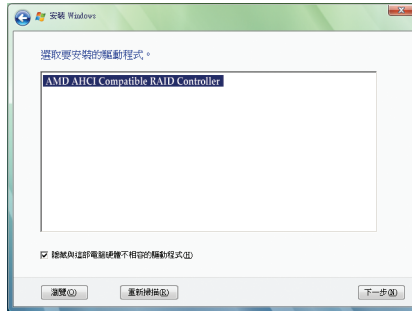 安裝 Windows
選取要安裝的驅動程式。
AMD AHCI Compatible RAID Controller
隱藏與這部電腦硬體不相容的驅動程式(H)
瀏覽(O)
重新掃描(R)
下一步(N)